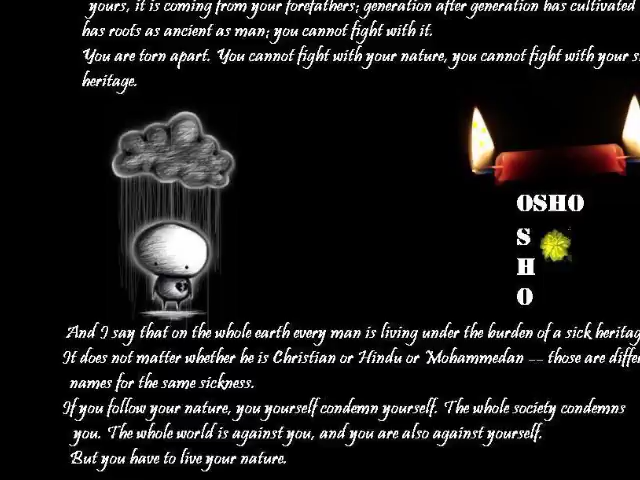 yours, it is coming from your forefathers; generation after generation has cultivated
has roots as ancient as man; you cannot fight with it.
You are torn apart. You cannot fight with your nature, you cannot fight with your
heritage.
OSHO
S
H
O
And I say that on the whole earth every man is living under the burden of a sick heritag
It does not matter whether he is Christian or Hindu or Mohammedan -- those are diffe
names for the same sickness.
If you follow your nature, you yourself condemn yourself. The whole society condemns
you. The whole world is against you, and you are also against yourself.
But you have to live your nature.